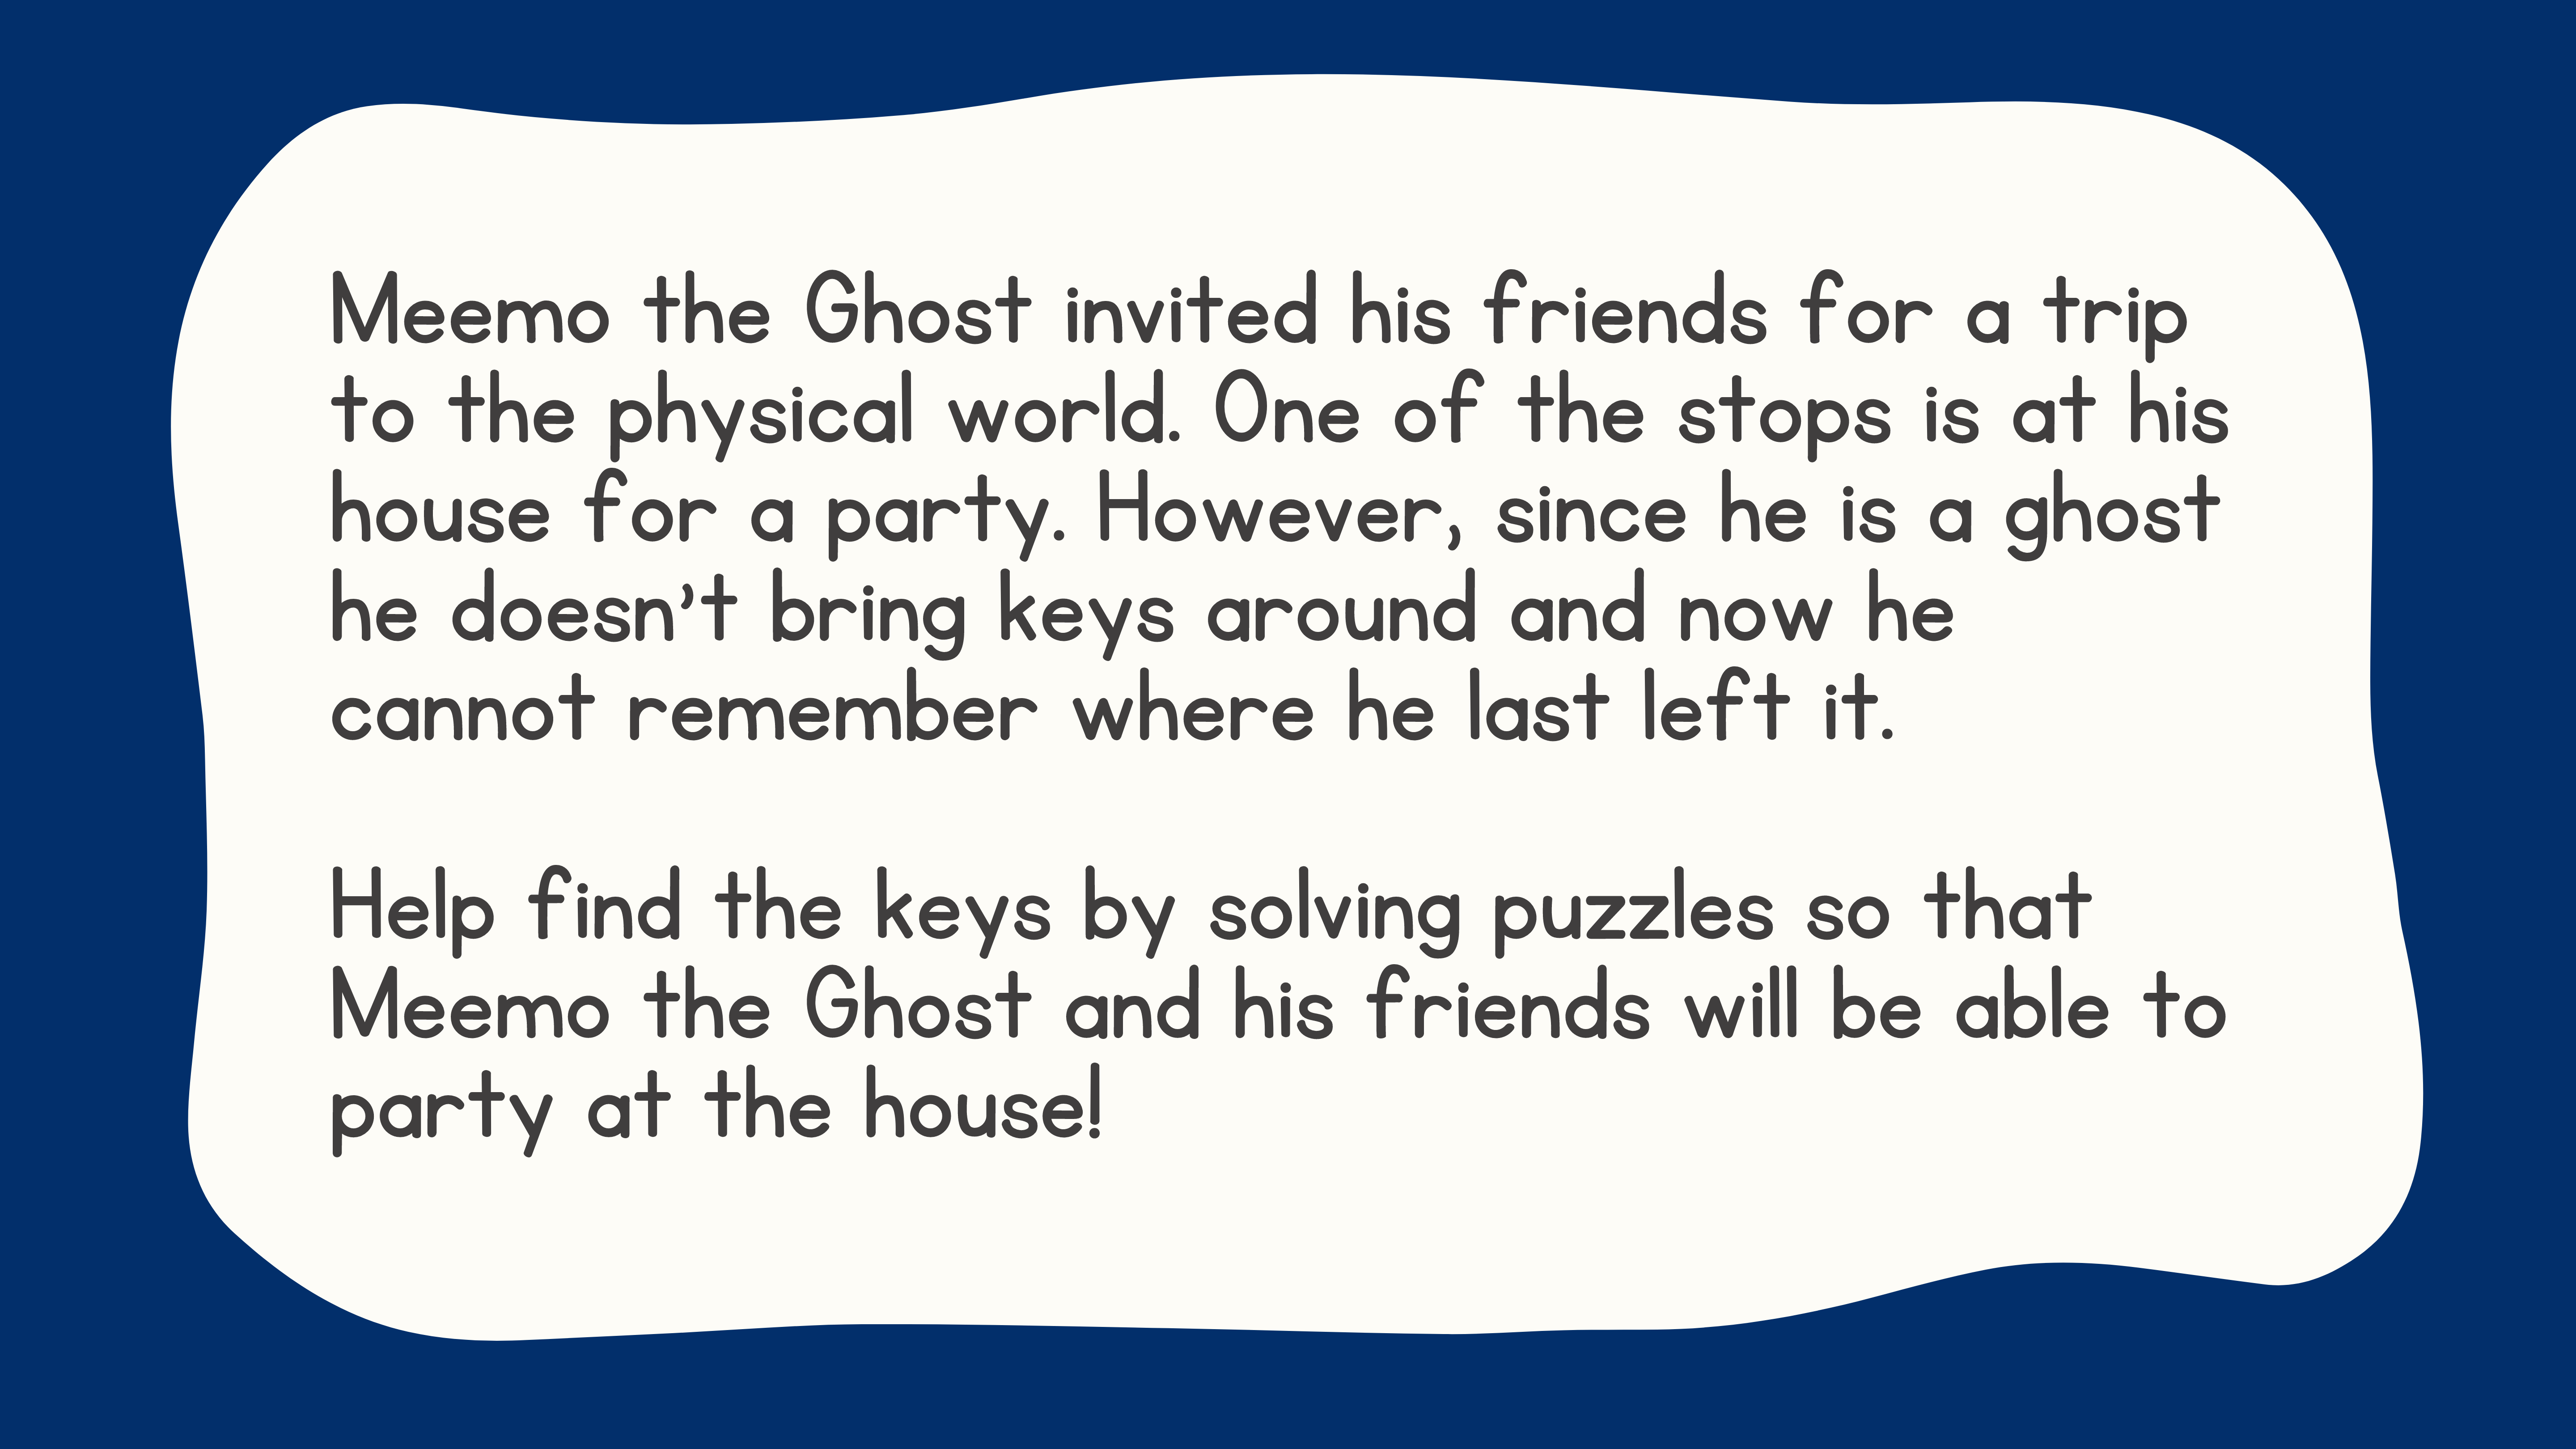 Meemo the Ghost invited his friends for a trip
to the physical world. One of the stops is at his
house for a party. However, since he is a ghost
he doesn’t bring keys around and now he
cannot remember where he last left it.
Help find the keys by solving puzzles so that
Meemo the Ghost and his friends will be able to
party at the house!